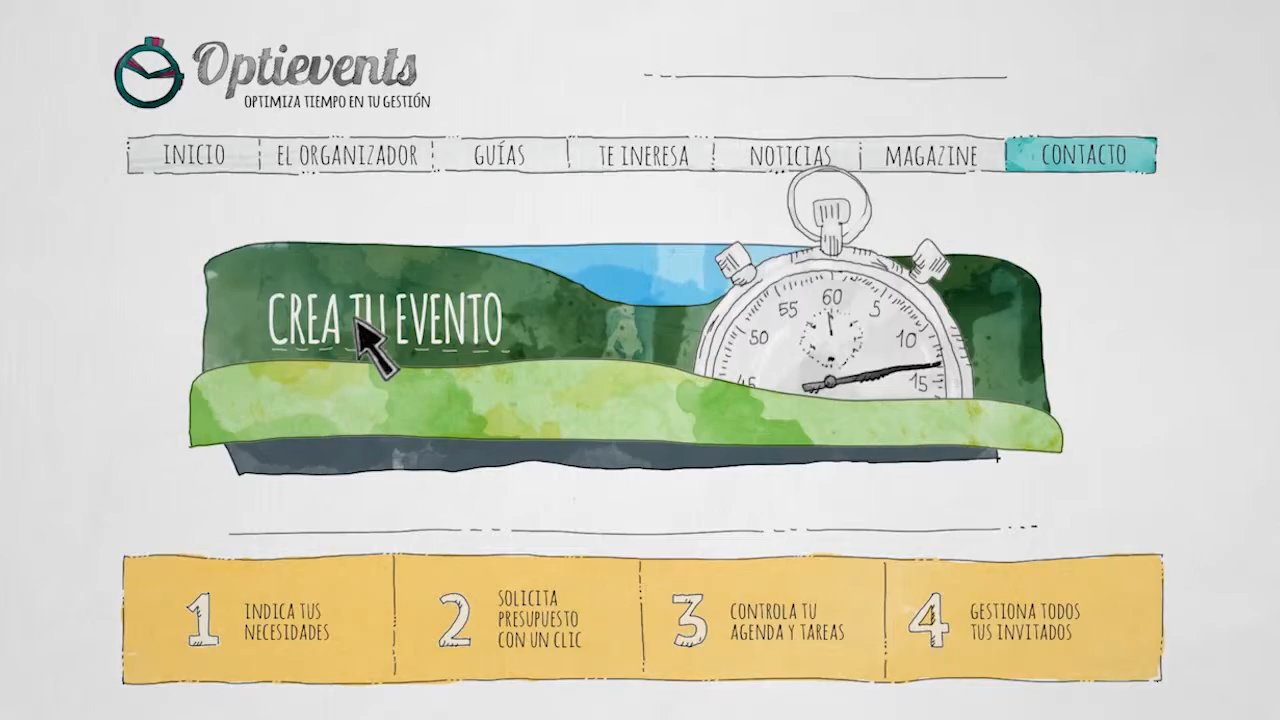 Optievents
OPTIMIZA TIEMPO EN TU GESTIÓN
INICIO
EL ORGANIZADOR
GUÍAS
TE INERESA
NOTICIAS
MAGAZINE
CONTACTO
CREA TU EVENTO
60
55
5
50
10
45
15
1
INDICA TUS
NECESIDADES
2
SOLICITA
PRESUPUESTO
CON UN CLIC
3
CONTROLA TU
AGENDA Y TAREAS
4
GESTIONA TODOS
TUS INVITADOS